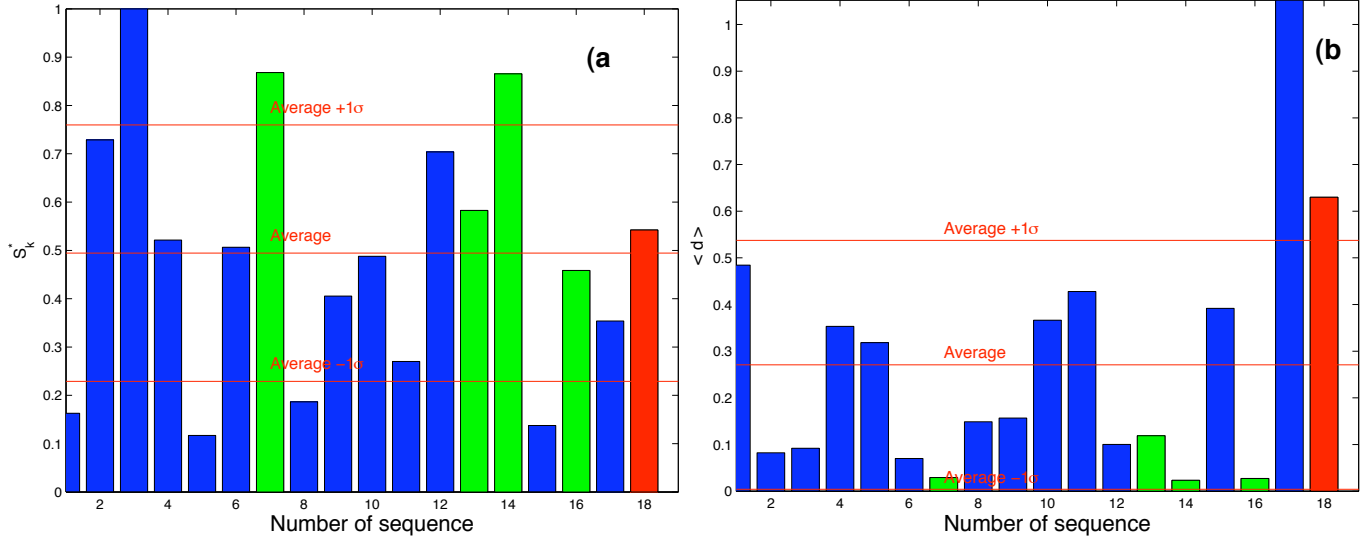 1
0.9
0.8
0.7
0.6
0.5
0.4
0.3
0.2
0.1
0
S*k
(a
Average +1σ
Average
Average −1σ
2 4 6 8 10 12 14 16 18
Number of sequence
1
0.9
0.8
0.7
0.6
0.5
0.4
0.3
0.2
0.1
0
< d >
(b
Average +1σ
Average
Average −1σ
2 4 6 8 10 12 14 16 18
Number of sequence